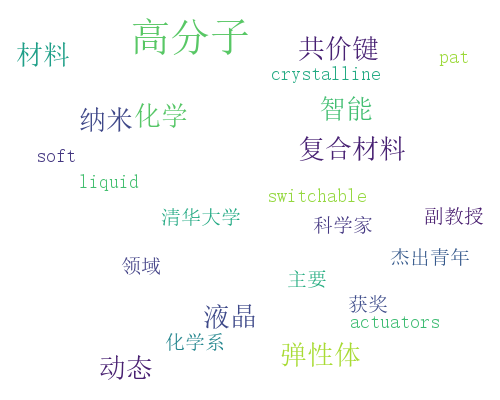 高分子
共价键
材料
pat
crystalline
智能
化学
纳米
复合材料
soft
liquid
switchable
清华大学
副教授
科学家
杰出青年
领域
主要
获奖
液晶
actuators
化学系
弹性体
动态